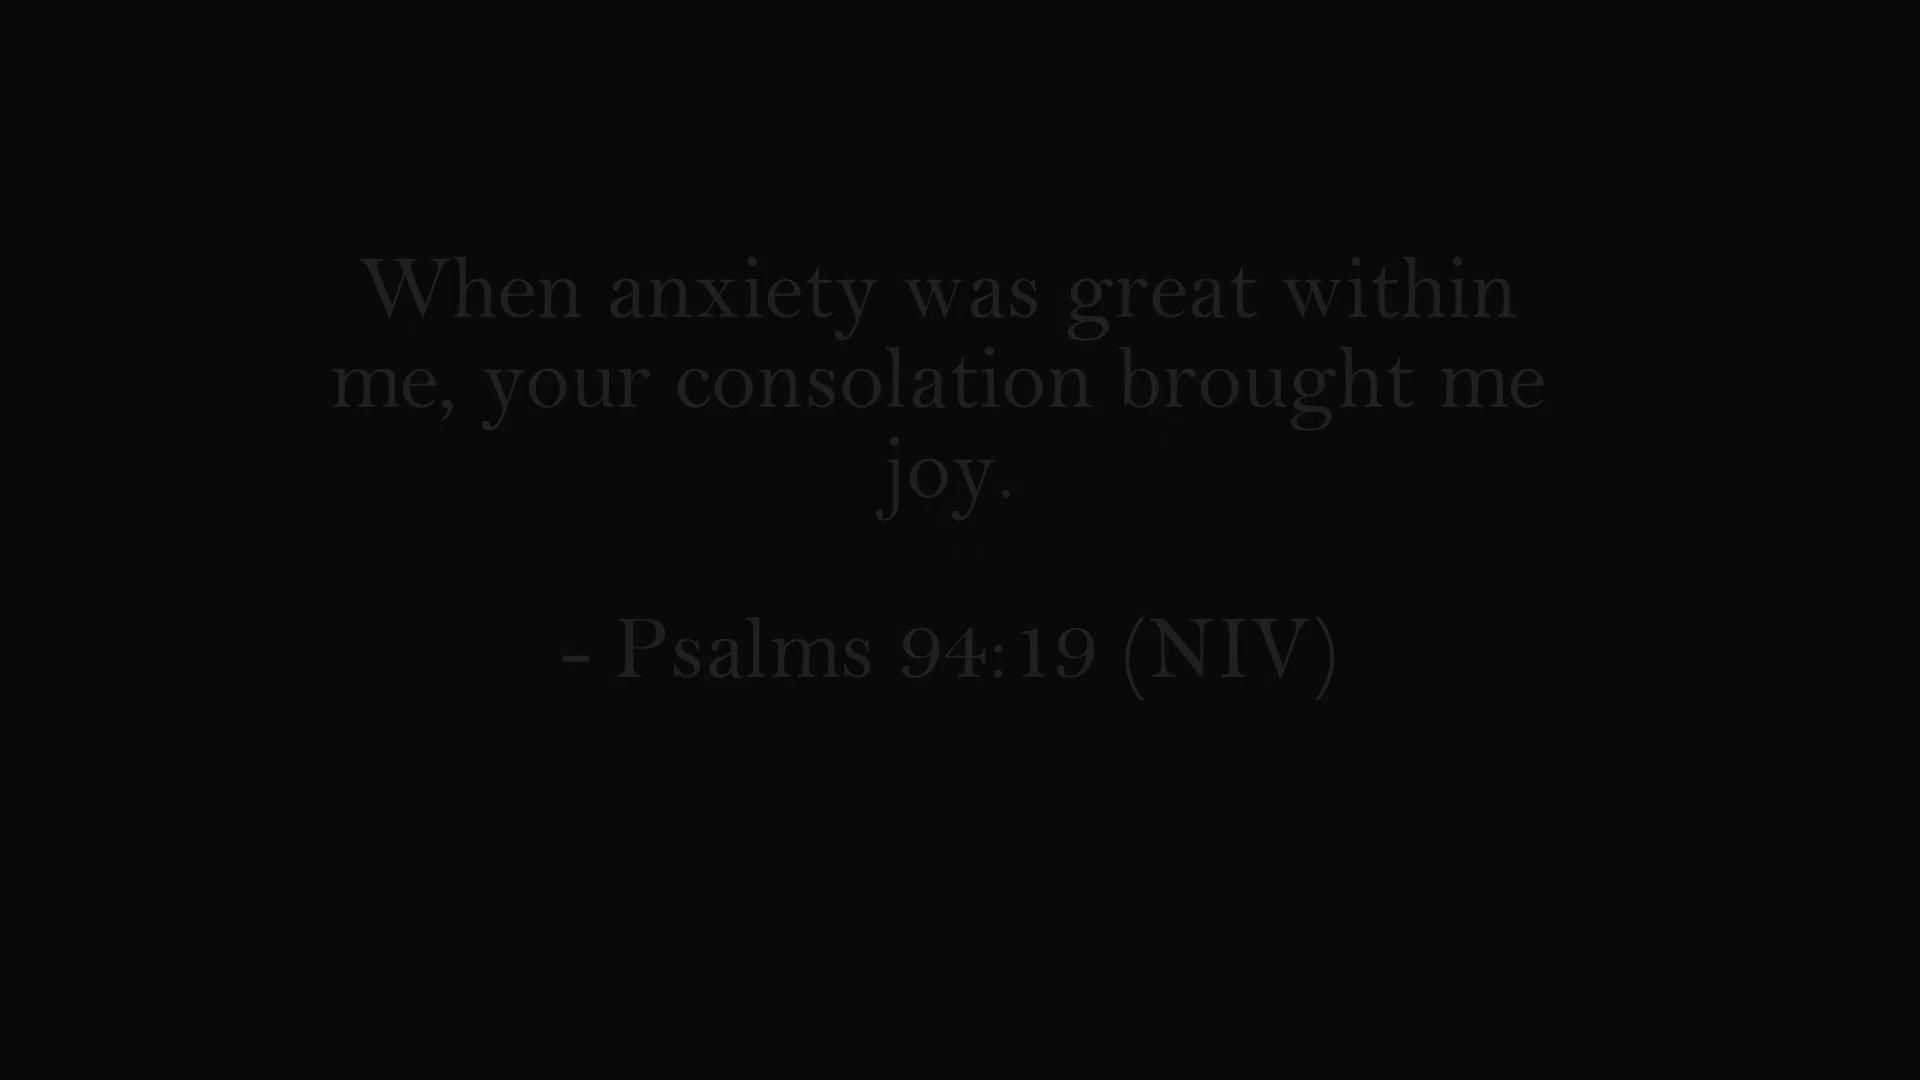 When anxiety was great within
me, your consolation brought me
joy.
- Psalms 94:19 (NIV)